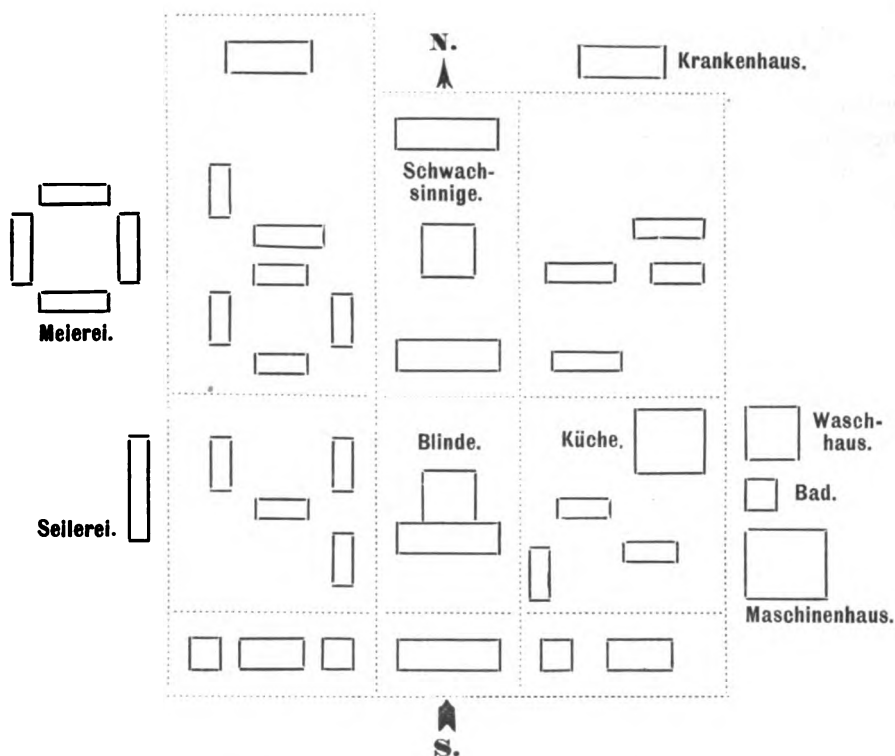 N.
Krankenhaus.
Schwach-
sinnige.
Meierei.
Blinde.
Küche.
Wasch-
haus.
Bad.
Seilerei.
Maschinenhaus.
S.